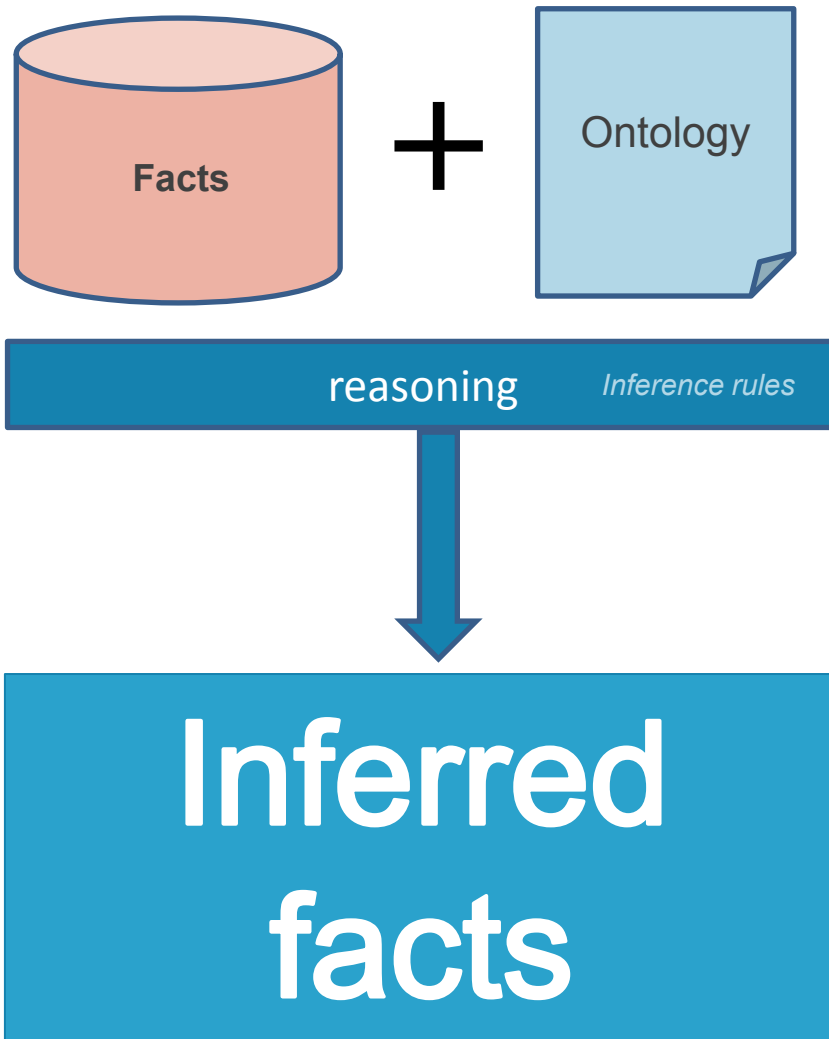 Facts
Ontology
reasoning
Inference rules
Inferred
facts